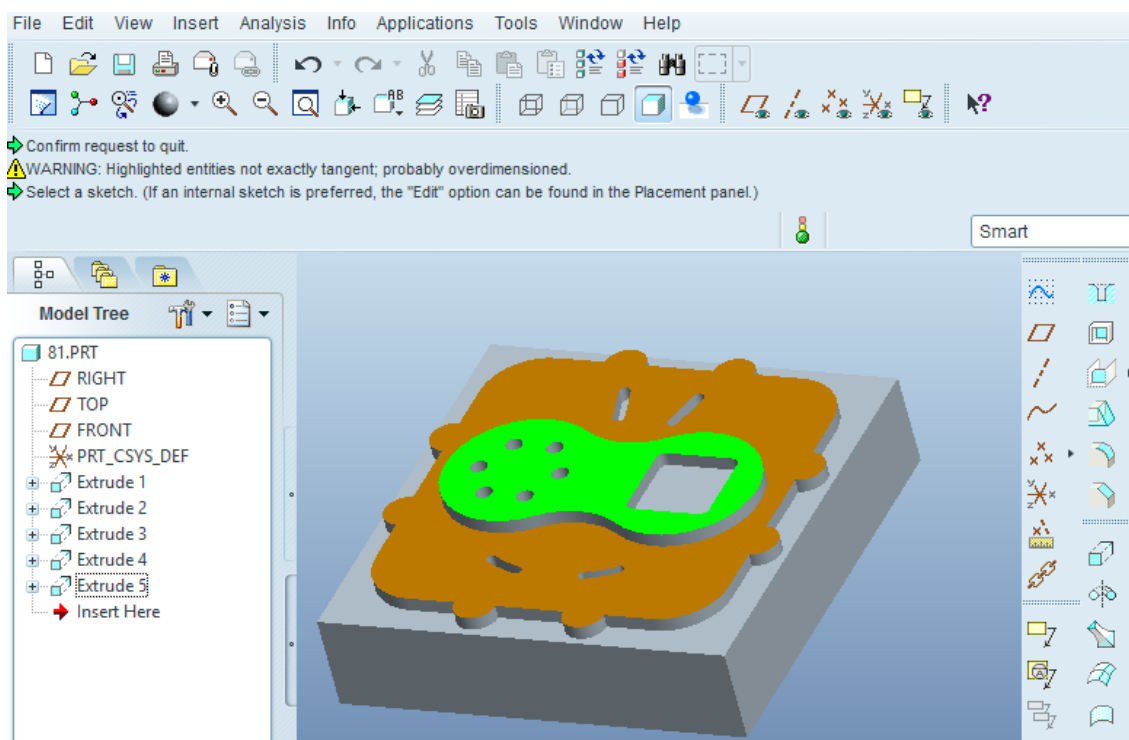 File Edit View Insert Analysis Info Applications Tools Window Help
AB
Confirm request to quit.
WARNING: Highlighted entities not exactly tangent; probably overdimensioned.
Select a sketch. (If an internal sketch is preferred, the "Edit" option can be found in the Placement panel.)
Smart
Model Tree
81.PRT
RIGHT
TOP
FRONT
PRT_CSYS_DEF
Extrude 1
Extrude 2
Extrude 3
Extrude 4
Extrude 5
Insert Here